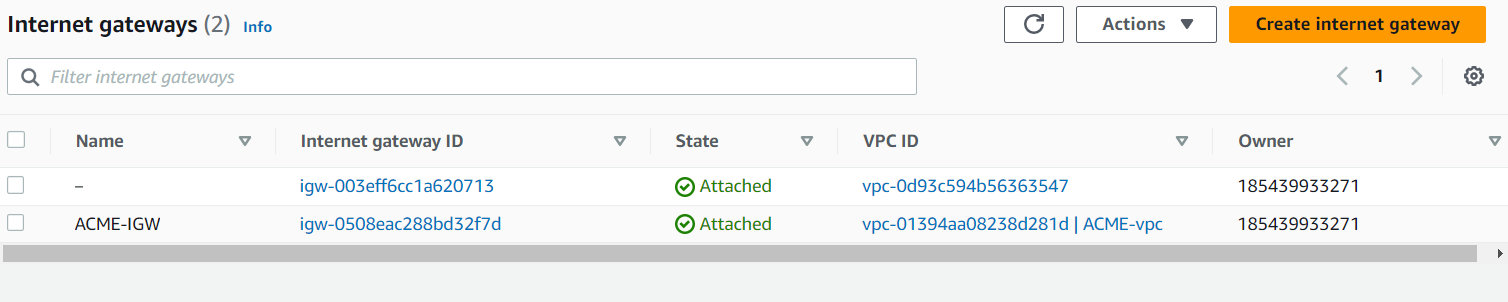 Internet gateways (2) Info
Actions
Create internet gateway
Filter internet gateways
1
Name Internet gateway ID State VPC ID Owner
– igw-003eff6cc1a620713 Attached vpc-0d93c594b56363547 185439933271
ACME-IGW igw-0508eac288bd32f7d Attached vpc-01394aa08238d281d | ACME-vpc 185439933271